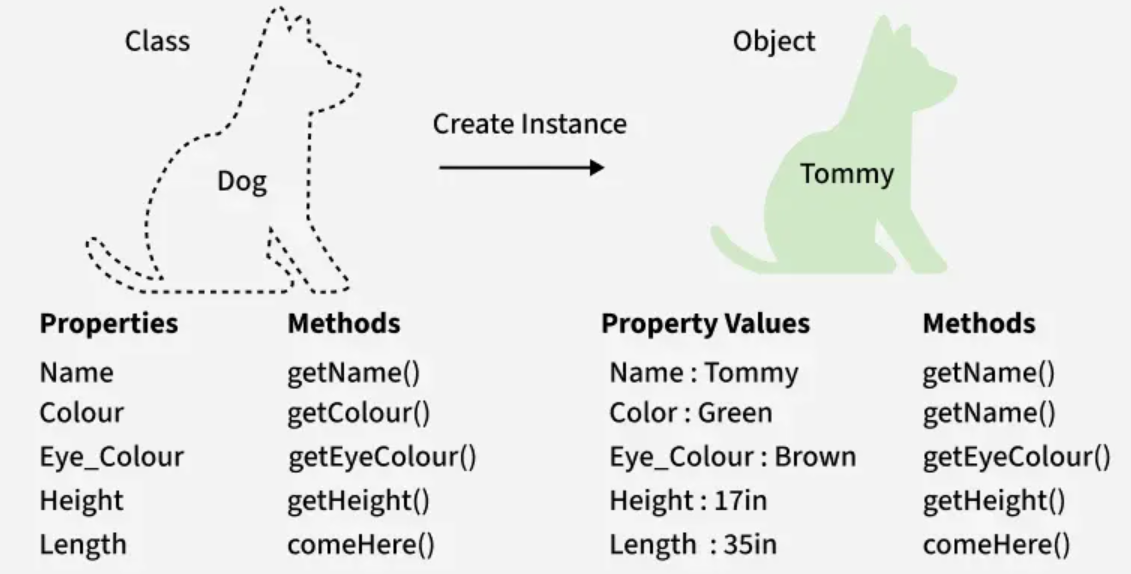 Class
Object
Create Instance
Dog
Tommy
Properties Methods Property Values Methods
Name getName() Name : Tommy getName()
Colour getColour() Color : Green getName()
Eye_Colour getEyeColour() Eye_Colour : Brown getEyeColour()
Height getHeight() Height : 17in getHeight()
Length comeHere() Length : 35in comeHere()